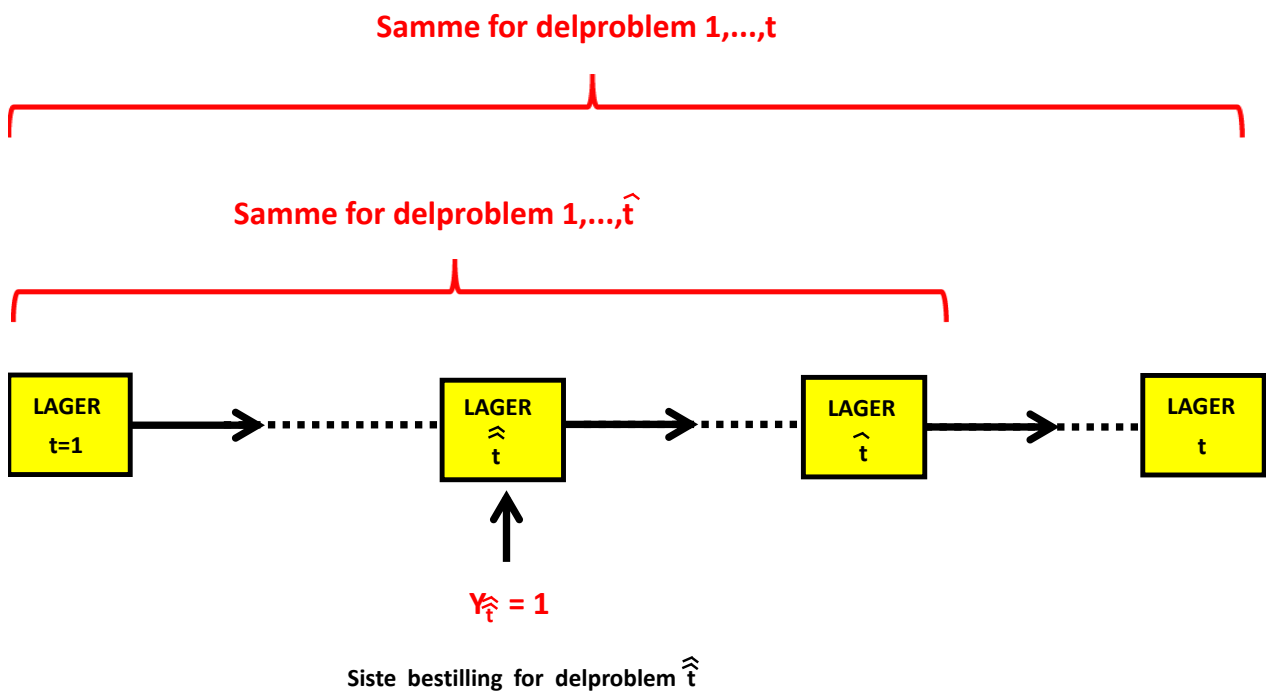 Samme for delproblem 1,...,t
Samme for delproblem 1,...,t̂
LAGER
t=1
LAGER
t̂̂
LAGER
t̂
LAGER
t
Yt̂̂ = 1
Siste bestilling for delproblem t̂̂